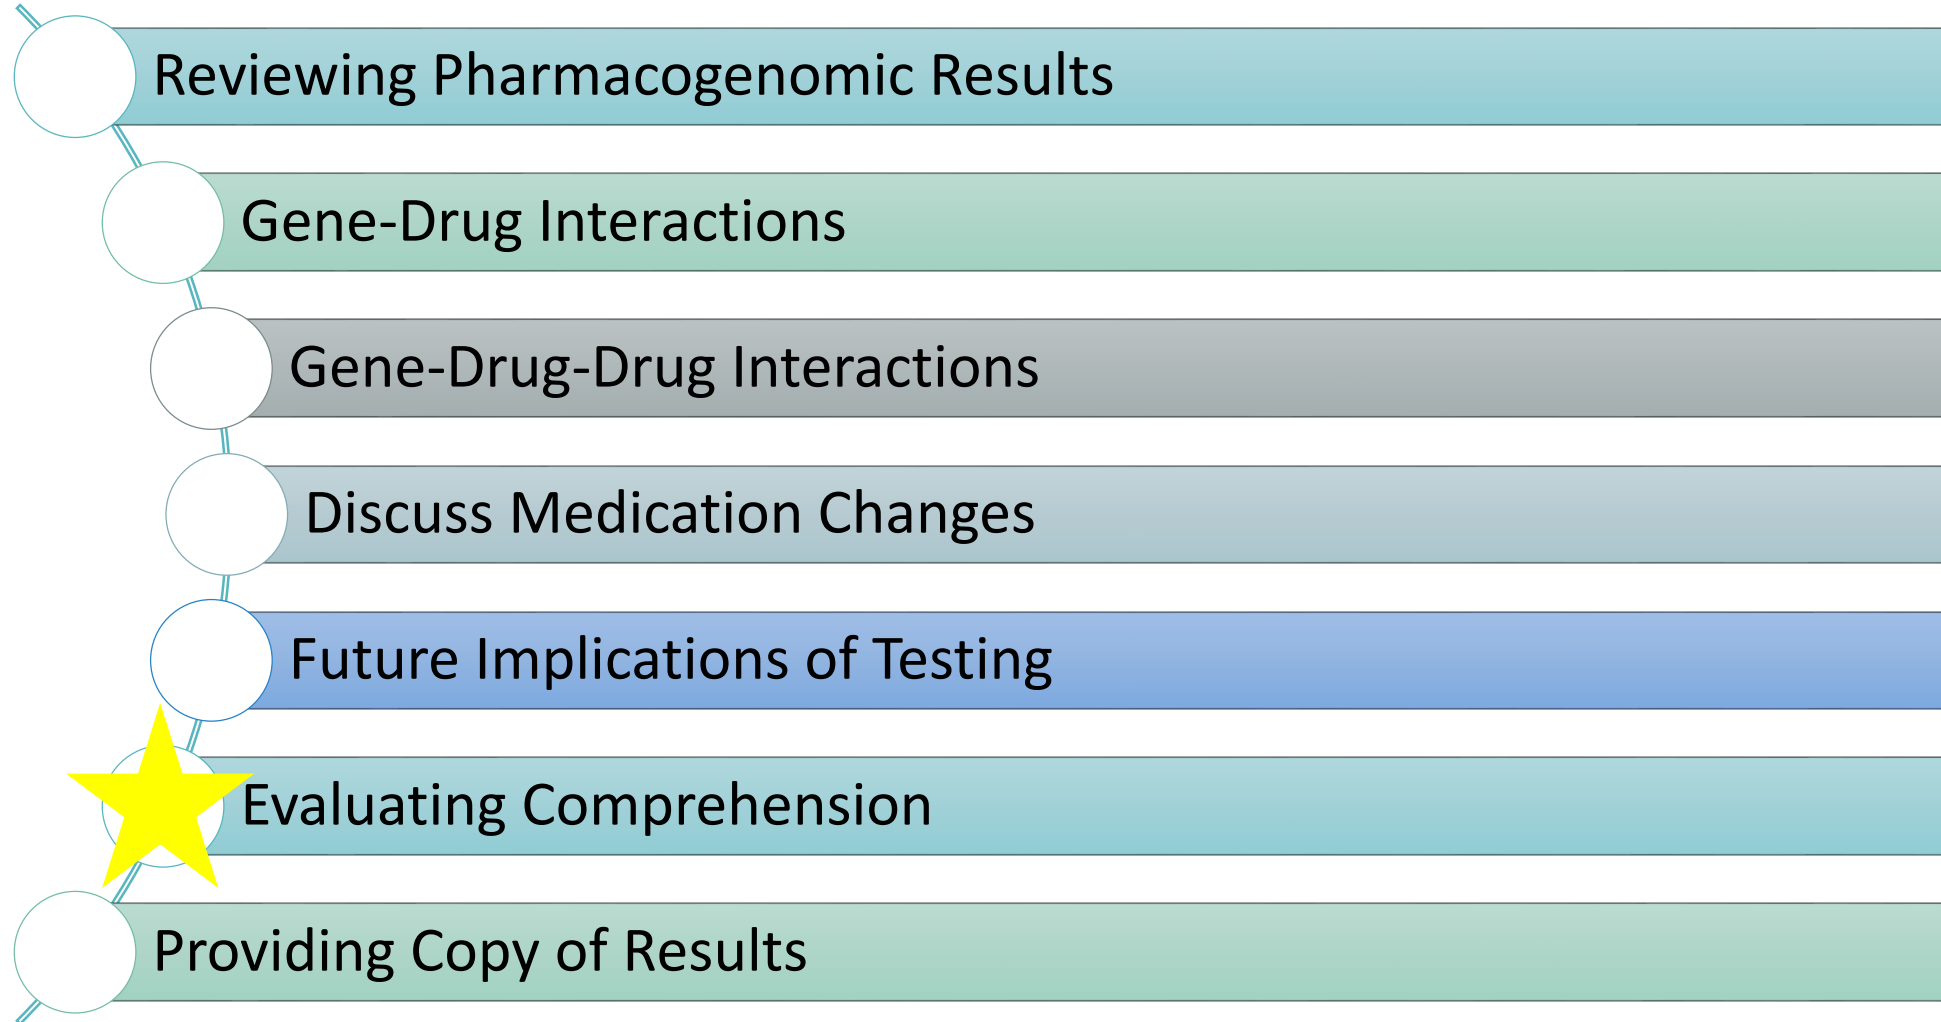 Reviewing Pharmacogenomic Results
Gene-Drug Interactions
Gene-Drug-Drug Interactions
Discuss Medication Changes
Future Implications of Testing
Evaluating Comprehension
Providing Copy of Results